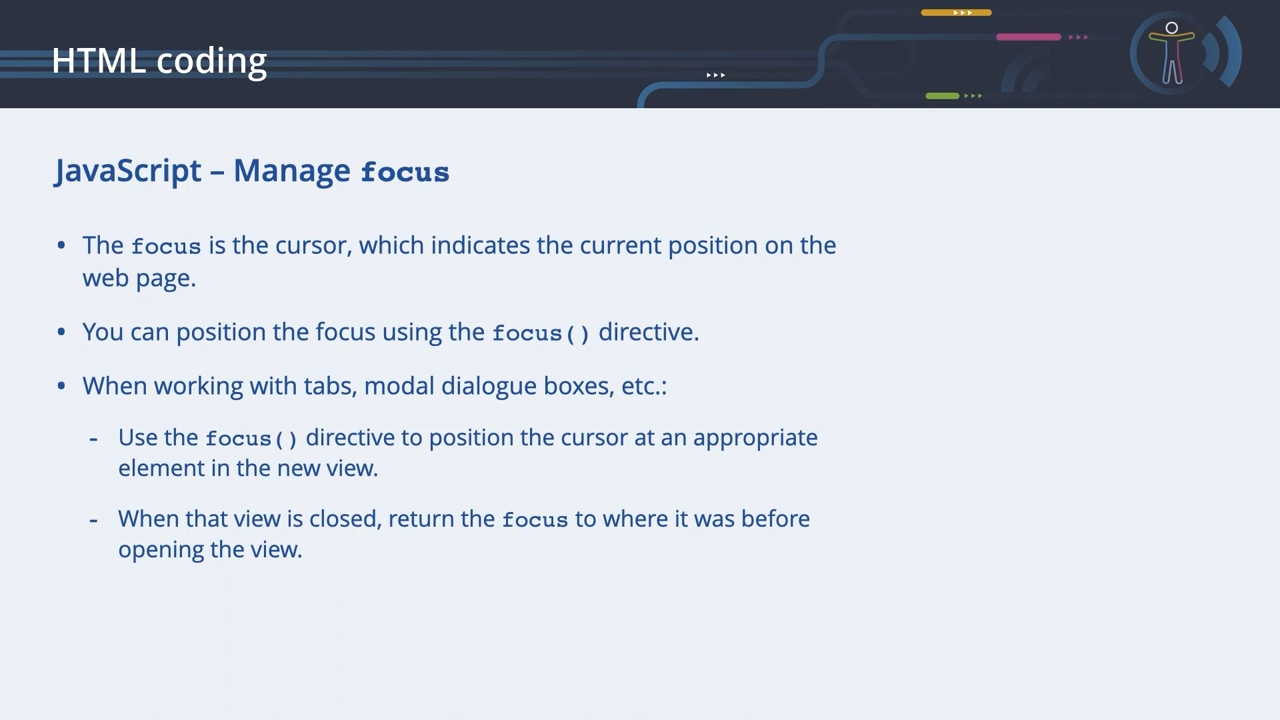 HTML coding
JavaScript – Manage focus
• The focus is the cursor, which indicates the current position on the
web page.
• You can position the focus using the focus() directive.
• When working with tabs, modal dialogue boxes, etc.:
- Use the focus() directive to position the cursor at an appropriate
element in the new view.
- When that view is closed, return the focus to where it was before
opening the view.